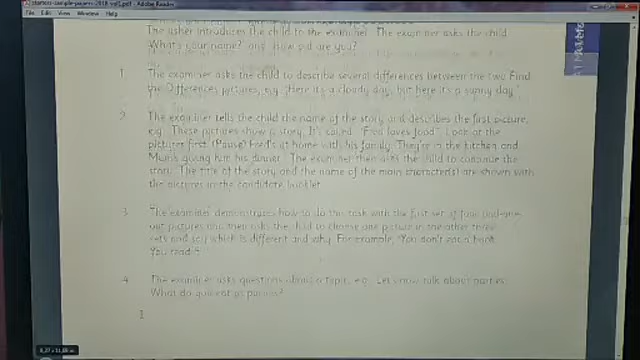 File Edit View Window Help
The usher introduces the child to the examiner. The examiner asks the child
What's your name? and How old are you?
1 The examiner asks the child to describe several differences between the two Find
the Differences pictures, e.g. 'Here it's a cloudy day, but here it's a sunny day.'
2 The examiner tells the child the name of the story and describes the first picture,
e.g. These pictures show a story. It's called 'Fred loves food'. Look at the
pictures first. (Pause) Fred's at home with his family. They're in the kitchen and
Mum's giving him his dinner. The examiner then asks the child to continue the
story. The title of the story and the name of the main character(s) are shown with
the pictures in the candidate booklet.
3 The examiner demonstrates how to do this task with the first set of four odd-one-
out pictures and then asks the child to choose one picture in the other three
sets and say which is different and why. For example, 'You don't read a
You read
4 The examiner asks questions about a topic, e.g. Let's now talk about parties.
What do you eat at parties?